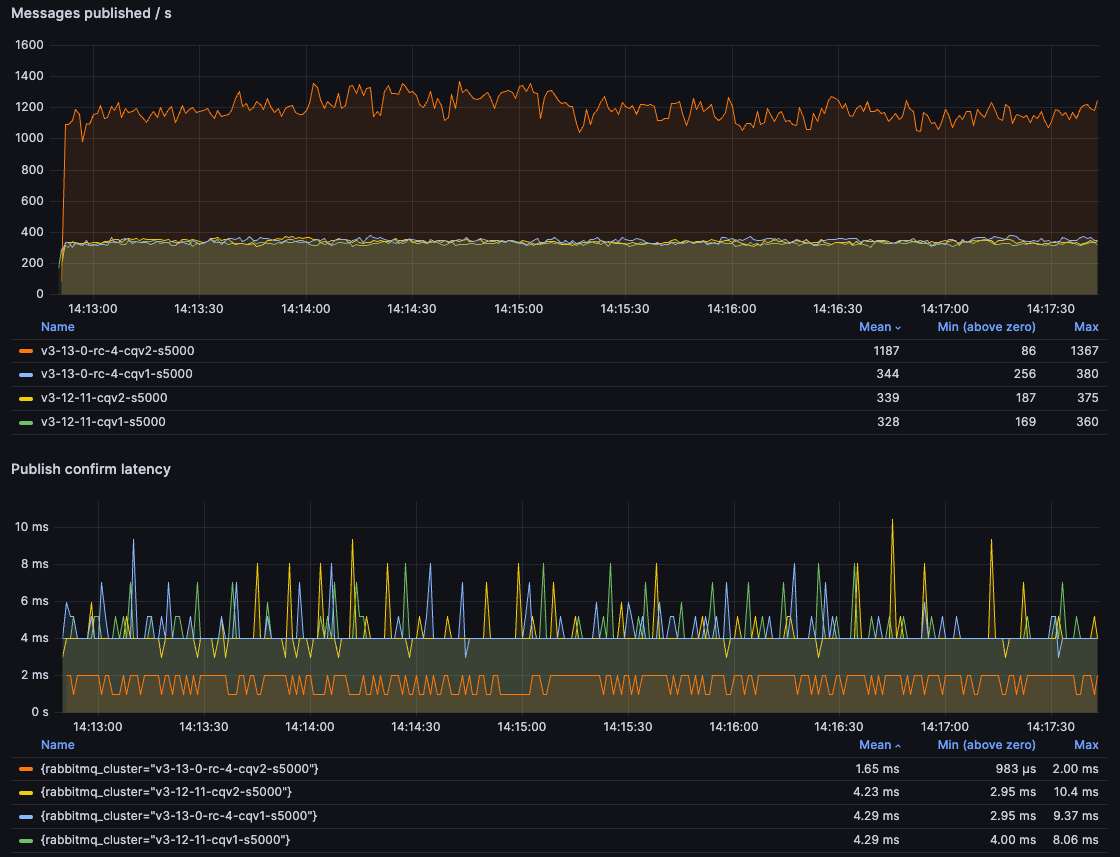 Messages published / s
1600
1400
1200
1000
800
600
400
200
0
14:13:00 14:13:30 14:14:00 14:14:30 14:15:00 14:15:30 14:16:00 14:16:30 14:17:00 14:17:30
Name Mean Min (above zero) Max
v3-13-0-rc-4-cqv2-s5000 1187 86 1367
v3-13-0-rc-4-cqv1-s5000 344 256 380
v3-12-11-cqv2-s5000 339 187 375
v3-12-11-cqv1-s5000 328 169 360
Publish confirm latency
10 ms
8 ms
6 ms
4 ms
2 ms
0 s
14:13:00 14:13:30 14:14:00 14:14:30 14:15:00 14:15:30 14:16:00 14:16:30 14:17:00 14:17:30
Name Mean Min (above zero) Max
{rabbitmq_cluster="v3-13-0-rc-4-cqv2-s5000"} 1.65 ms 983 µs 2.00 ms
{rabbitmq_cluster="v3-12-11-cqv2-s5000"} 4.23 ms 2.95 ms 10.4 ms
{rabbitmq_cluster="v3-13-0-rc-4-cqv1-s5000"} 4.29 ms 2.95 ms 9.37 ms
{rabbitmq_cluster="v3-12-11-cqv1-s5000"} 4.29 ms 4.00 ms 8.06 ms